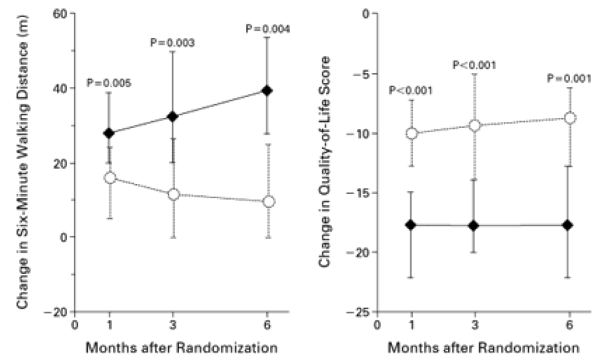 Change in Six-Minute Walking Distance (m)
60
40
20
0
−20
P=0.005
P=0.003
P=0.004
0
1
3
6
Months after Randomization
Change in Quality-of-Life Score
0
−5
−10
−15
−20
−25
P<0.001
P<0.001
P=0.001
0
1
3
6
Months after Randomization